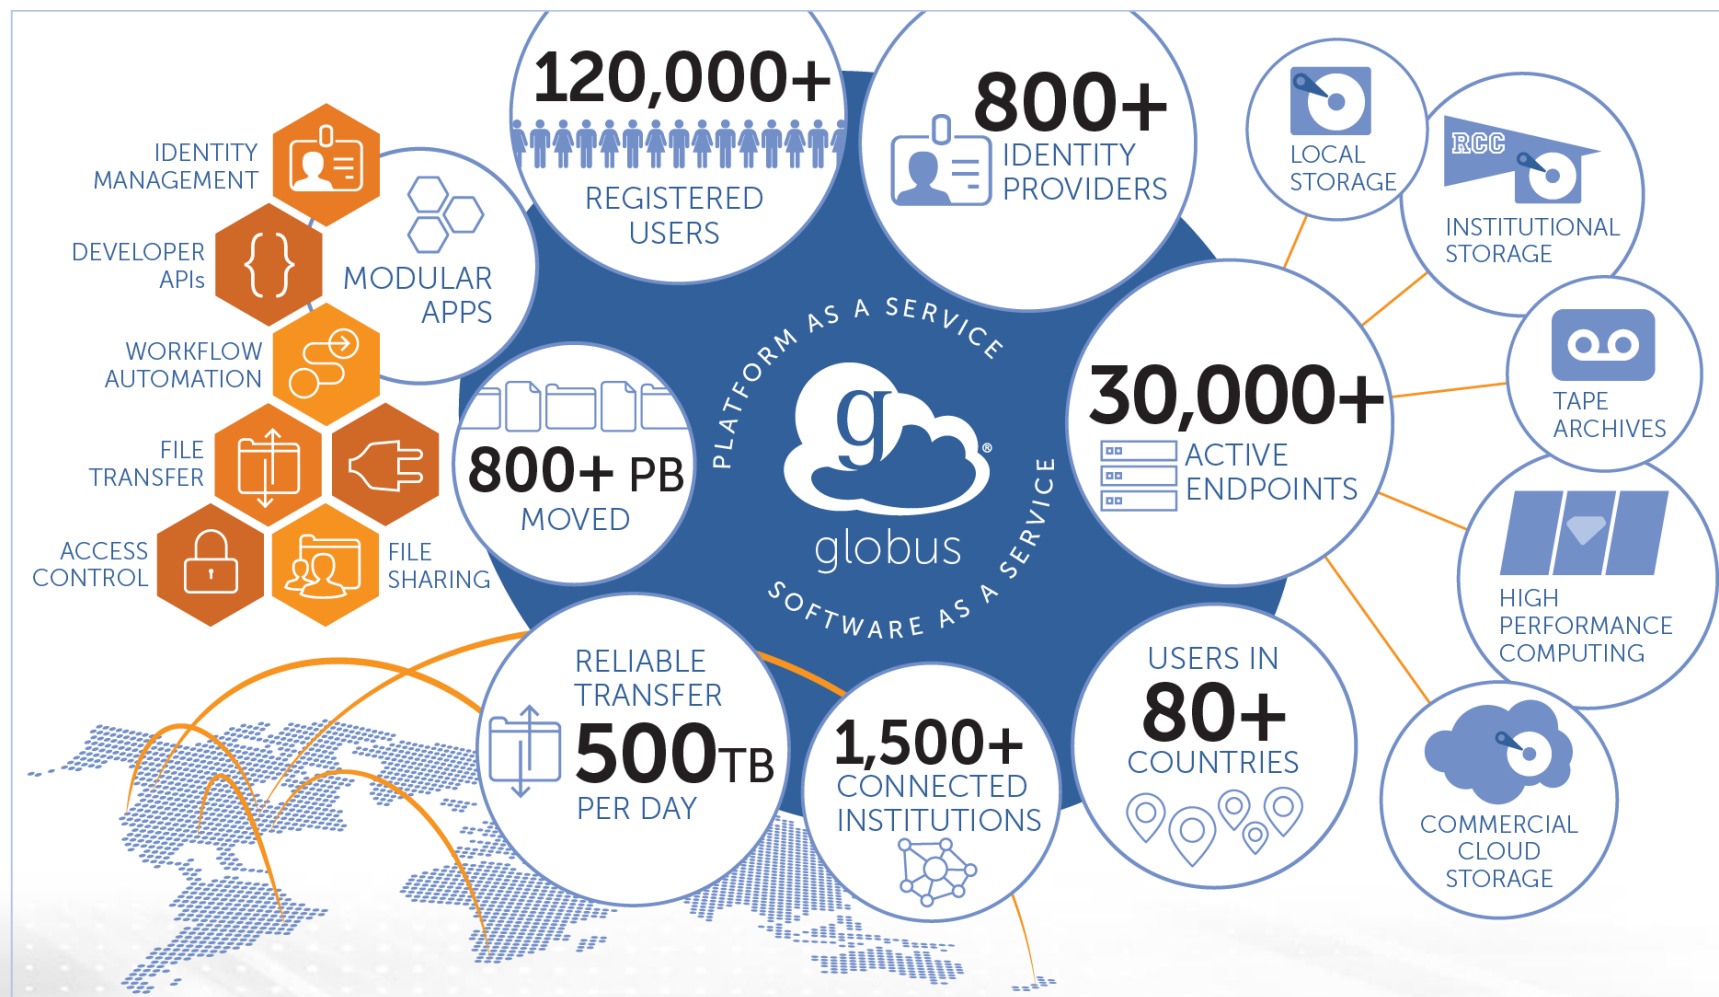 120,000+
REGISTERED
USERS
800+
IDENTITY
PROVIDERS
IDENTITY
MANAGEMENT
DEVELOPER
APIs
WORKFLOW
AUTOMATION
FILE
TRANSFER
ACCESS
CONTROL
FILE
SHARING
MODULAR
APPS
800+ PB
MOVED
PLATFORM AS A SERVICE
g
®
globus
SOFTWARE AS A SERVICE
30,000+
ACTIVE
ENDPOINTS
LOCAL
STORAGE
RCC
INSTITUTIONAL
STORAGE
TAPE
ARCHIVES
HIGH
PERFORMANCE
COMPUTING
COMMERCIAL
CLOUD
STORAGE
RELIABLE
TRANSFER
500TB
PER DAY
1,500+
CONNECTED
INSTITUTIONS
USERS IN
80+
COUNTRIES